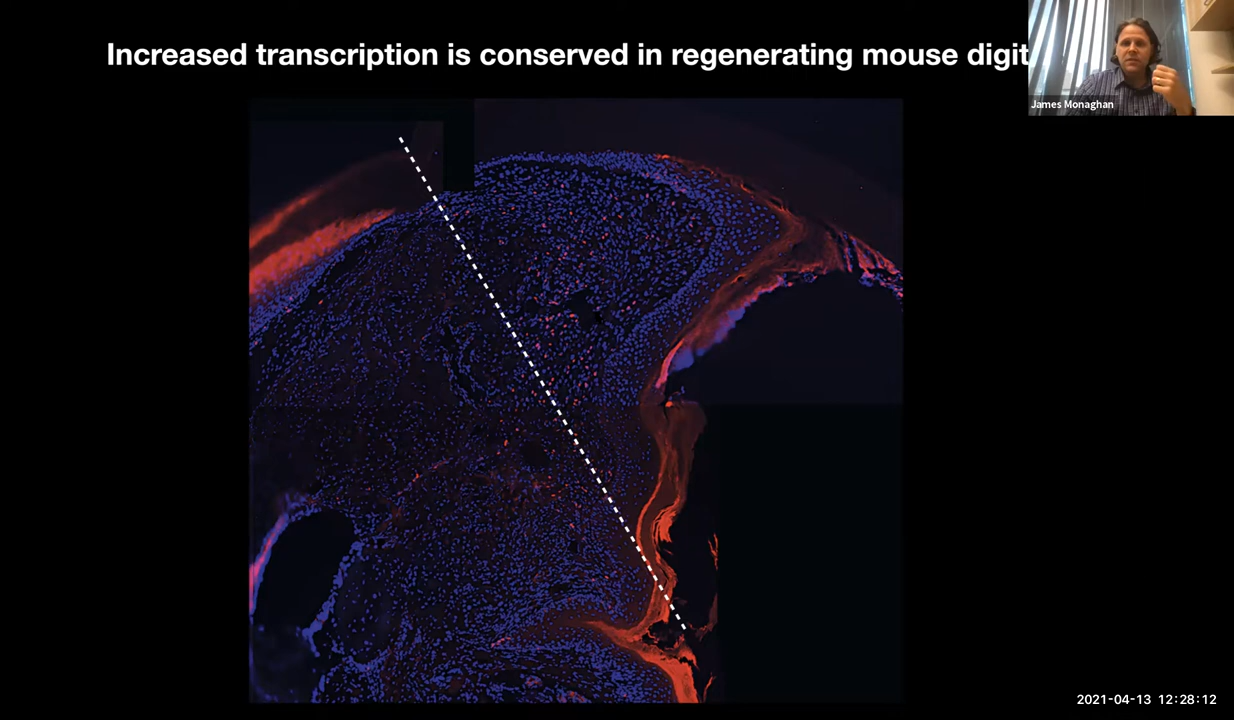 Increased transcription is conserved in regenerating mouse digit
James Monaghan
2021-04-13 12:28:12